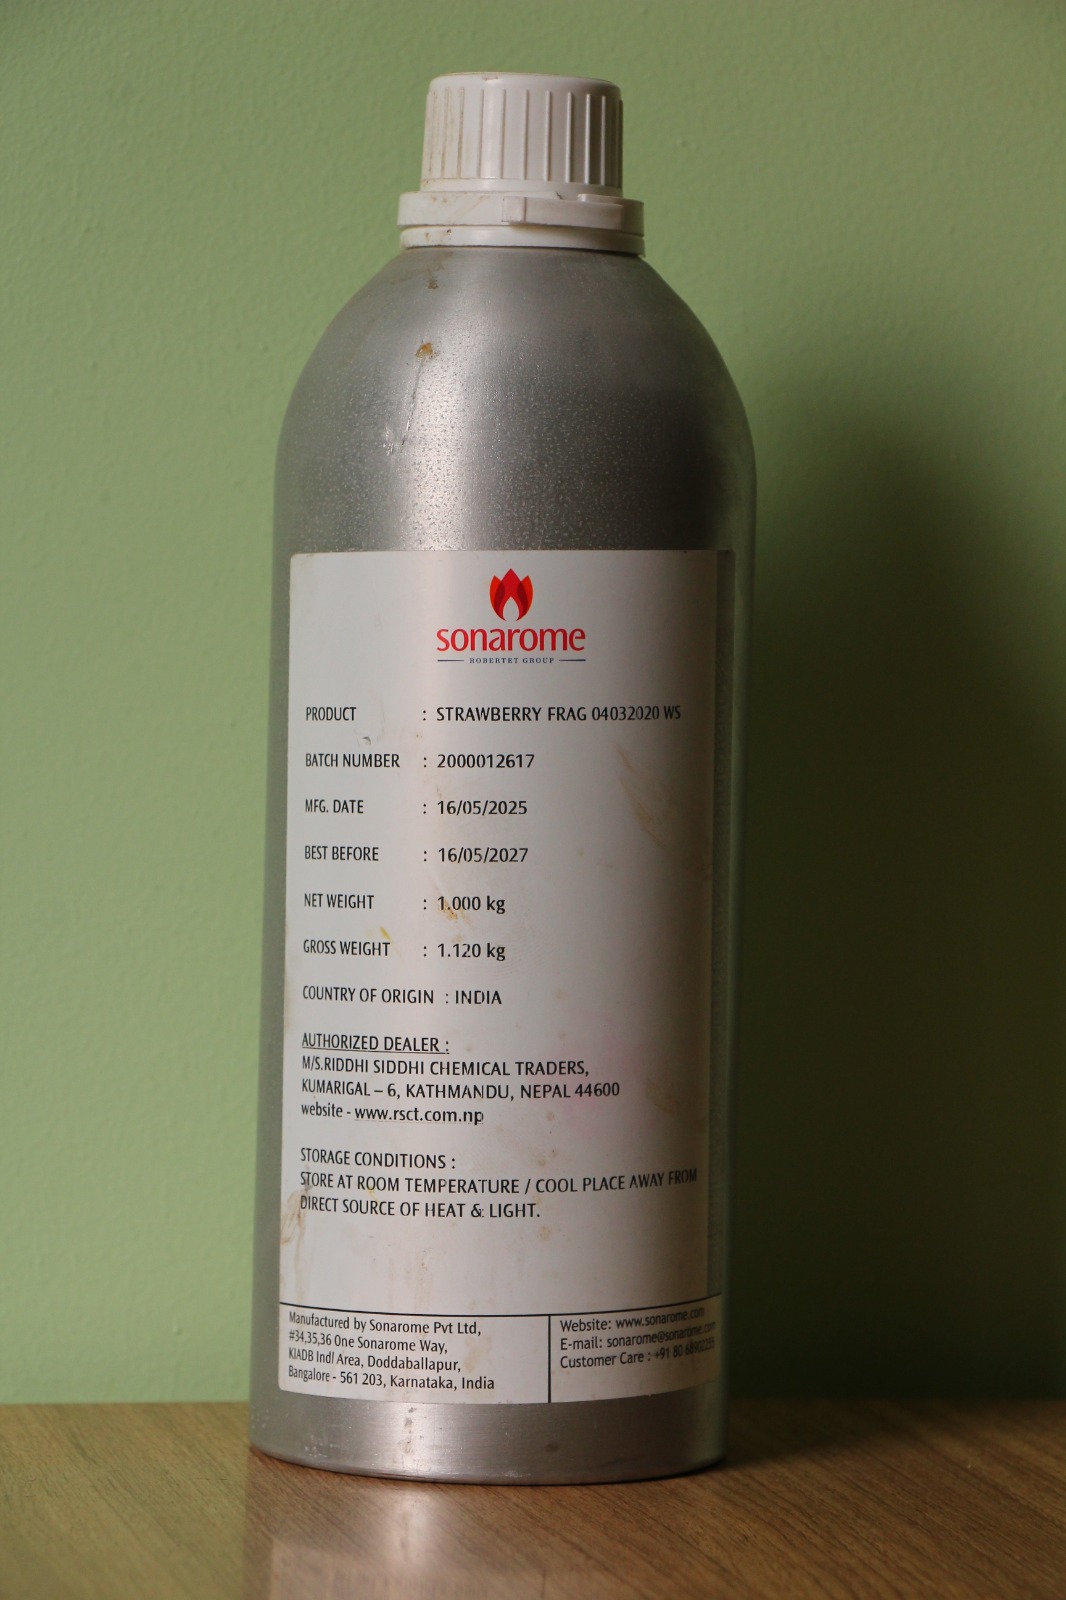 sonarome
ROBERTET GROUP
PRODUCT : STRAWBERRY FRAG 04032020 WS
BATCH NUMBER : 2000012617
MFG. DATE : 16/05/2025
BEST BEFORE : 16/05/2027
NET WEIGHT : 1.000 kg
GROSS WEIGHT : 1.120 kg
COUNTRY OF ORIGIN : INDIA
AUTHORIZED DEALER :
M/S.RIDDHI SIDDHI CHEMICAL TRADERS,
KUMARIGAL – 6, KATHMANDU, NEPAL 44600
website - www.rsct.com.np
STORAGE CONDITIONS :
STORE AT ROOM TEMPERATURE / COOL PLACE AWAY FROM
DIRECT SOURCE OF HEAT & LIGHT.
Manufactured by Sonarome Pvt Ltd,
#34,35,36 One Sonarome Way,
KIADB Indl Area, Doddaballapur,
Bangalore - 561 203, Karnataka, India
Website: www.sonarome.com
E-mail: sonarome@sonarome.com
Customer Care : +91 80